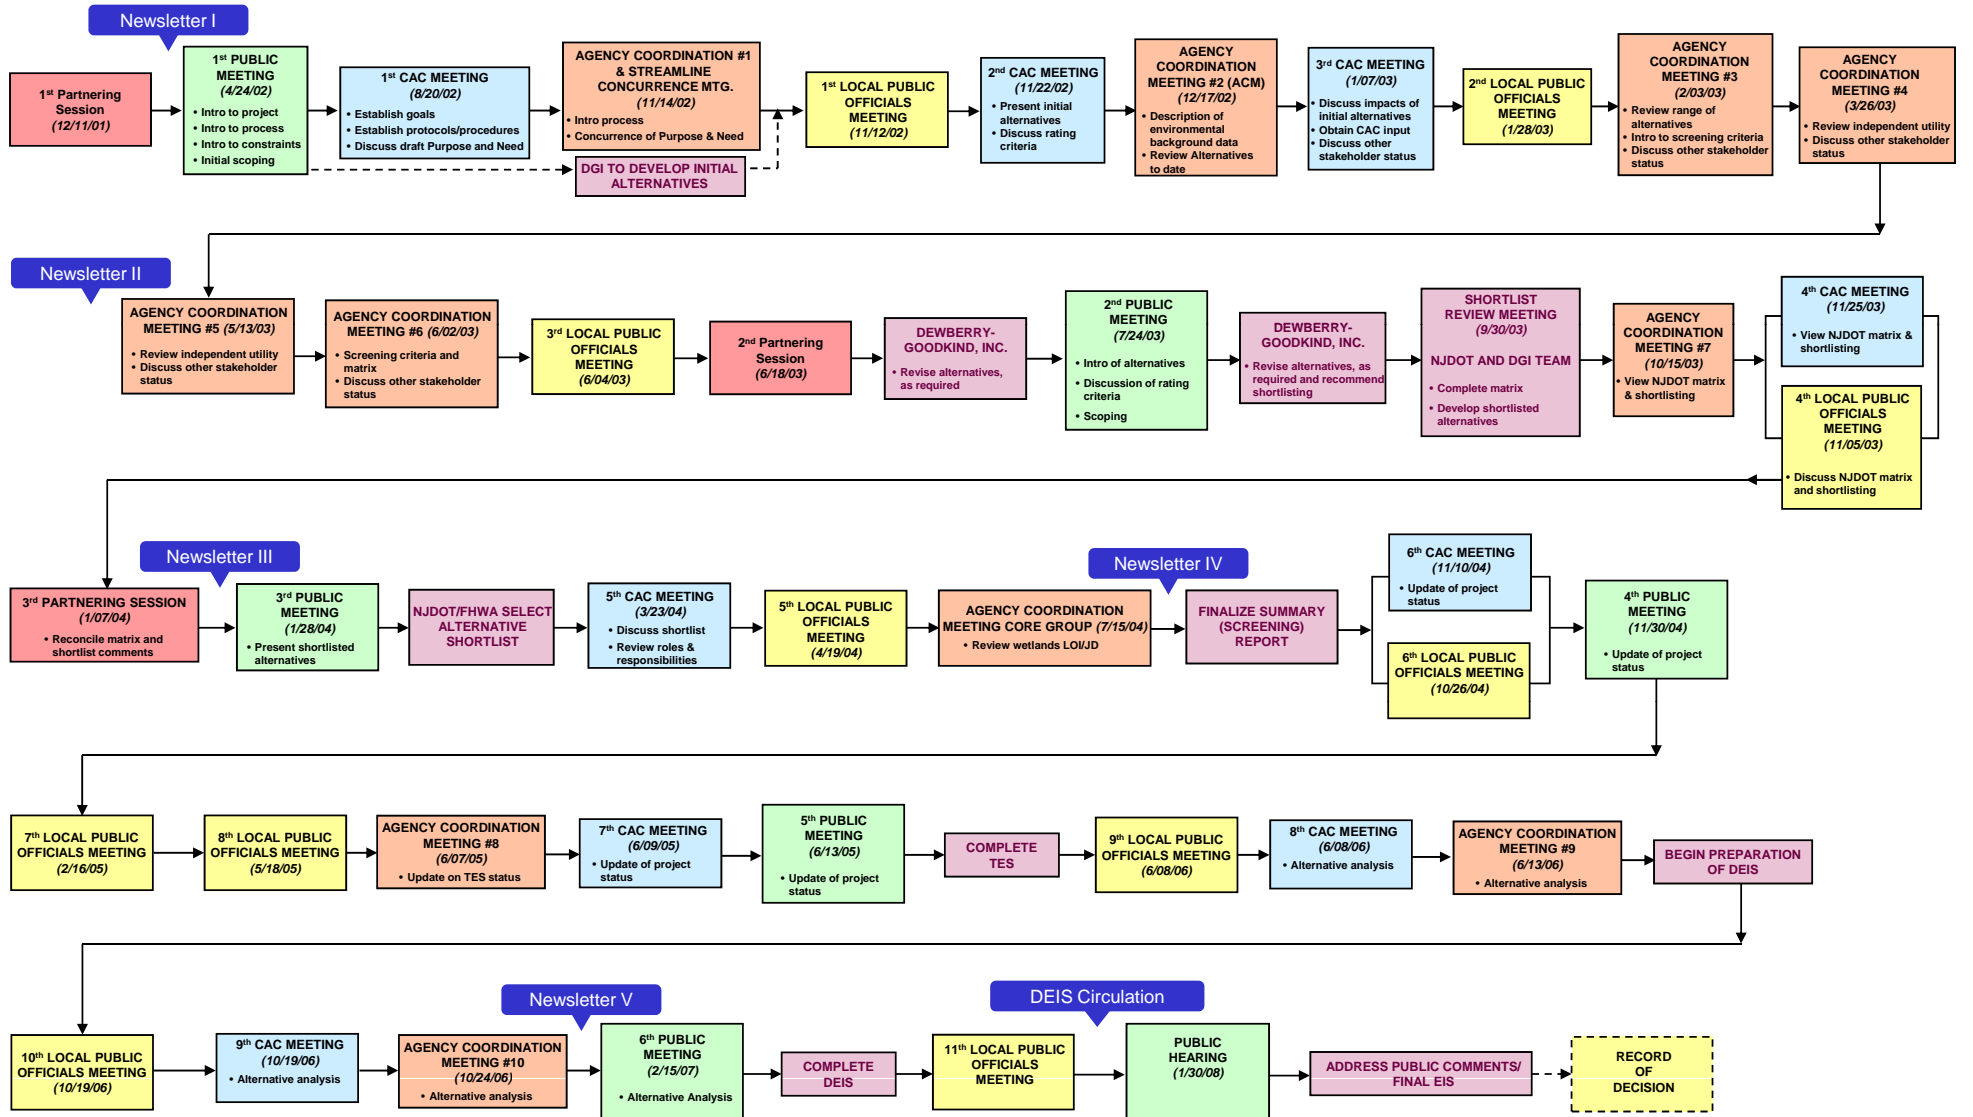 Newsletter I
1st Partnering
Session
(12/11/01)
1st PUBLIC
MEETING
(4/24/02)
• Intro to project
• Intro to process
• Intro to constraints
• Initial scoping
1st CAC MEETING
(8/20/02)
• Establish goals
• Establish protocols/procedures
• Discuss draft Purpose and Need
AGENCY COORDINATION #1
& STREAMLINE
CONCURRENCE MTG.
(11/14/02)
• Intro process
• Concurrence of Purpose & Need
DGI TO DEVELOP INITIAL
ALTERNATIVES
1st LOCAL PUBLIC
OFFICIALS
MEETING
(11/12/02)
2nd CAC MEETING
(11/22/02)
• Present initial
alternatives
• Discuss rating
criteria
AGENCY
COORDINATION
MEETING #2 (ACM)
(12/17/02)
• Description of
environmental
background data
• Review Alternatives
to date
3rd CAC MEETING
(1/07/03)
• Discuss impacts of
initial alternatives
• Obtain CAC input
• Discuss other
stakeholder status
2nd LOCAL PUBLIC
OFFICIALS
MEETING
(1/28/03)
AGENCY
COORDINATION
MEETING #3
(2/03/03)
• Review range of
alternatives
• Intro to screening criteria
• Discuss other stakeholder
status
AGENCY
COORDINATION
MEETING #4
(3/26/03)
• Review independent utility
• Discuss other stakeholder
status
Newsletter II
AGENCY COORDINATION
MEETING #5 (5/13/03)
• Review independent utility
• Discuss other stakeholder
status
AGENCY COORDINATION
MEETING #6 (6/02/03)
• Screening criteria and
matrix
• Discuss other stakeholder
status
3rd LOCAL PUBLIC
OFFICIALS
MEETING
(6/04/03)
2nd Partnering
Session
(6/18/03)
DEWBERRY-
GOODKIND, INC.
• Revise alternatives,
as required
2nd PUBLIC
MEETING
(7/24/03)
• Intro of alternatives
• Discussion of rating
criteria
• Scoping
DEWBERRY-
GOODKIND, INC.
• Revise alternatives, as
required and recommend
shortlisting
SHORTLIST
REVIEW MEETING
(9/30/03)
NJDOT AND DGI TEAM
• Complete matrix
• Develop shortlisted
alternatives
AGENCY
COORDINATION
MEETING #7
(10/15/03)
• View NJDOT matrix
& shortlisting
4th CAC MEETING
(11/25/03)
• View NJDOT matrix &
shortlisting
4th LOCAL PUBLIC
OFFICIALS
MEETING
(11/05/03)
• Discuss NJDOT matrix
and shortlisting
Newsletter III
3rd PARTNERING SESSION
(1/07/04)
• Reconcile matrix and
shortlist comments
3rd PUBLIC
MEETING
(1/28/04)
• Present shortlisted
alternatives
NJDOT/FHWA SELECT
ALTERNATIVE
SHORTLIST
5th CAC MEETING
(3/23/04)
• Discuss shortlist
• Review roles &
responsibilities
5th LOCAL PUBLIC
OFFICIALS
MEETING
(4/19/04)
AGENCY COORDINATION
MEETING CORE GROUP (7/15/04)
• Review wetlands LOI/JD
Newsletter IV
FINALIZE SUMMARY
(SCREENING)
REPORT
6th CAC MEETING
(11/10/04)
• Update of project
status
6th LOCAL PUBLIC
OFFICIALS MEETING
(10/26/04)
4th PUBLIC
MEETING
(11/30/04)
• Update of project
status
7th LOCAL PUBLIC
OFFICIALS MEETING
(2/16/05)
8th LOCAL PUBLIC
OFFICIALS MEETING
(5/18/05)
AGENCY COORDINATION
MEETING #8
(6/07/05)
• Update on TES status
7th CAC MEETING
(6/09/05)
• Update of project
status
5th PUBLIC
MEETING
(6/13/05)
• Update of project
status
COMPLETE
TES
9th LOCAL PUBLIC
OFFICIALS MEETING
(6/08/06)
8th CAC MEETING
(6/08/06)
• Alternative analysis
AGENCY COORDINATION
MEETING #9
(6/13/06)
• Alternative analysis
BEGIN PREPARATION
OF DEIS
10th LOCAL PUBLIC
OFFICIALS MEETING
(10/19/06)
9th CAC MEETING
(10/19/06)
• Alternative analysis
AGENCY COORDINATION
MEETING #10
(10/24/06)
• Alternative analysis
Newsletter V
6th PUBLIC
MEETING
(2/15/07)
• Alternative Analysis
COMPLETE
DEIS
11th LOCAL PUBLIC
OFFICIALS
MEETING
DEIS Circulation
PUBLIC
HEARING
(1/30/08)
ADDRESS PUBLIC COMMENTS/
FINAL EIS
RECORD
OF
DECISION